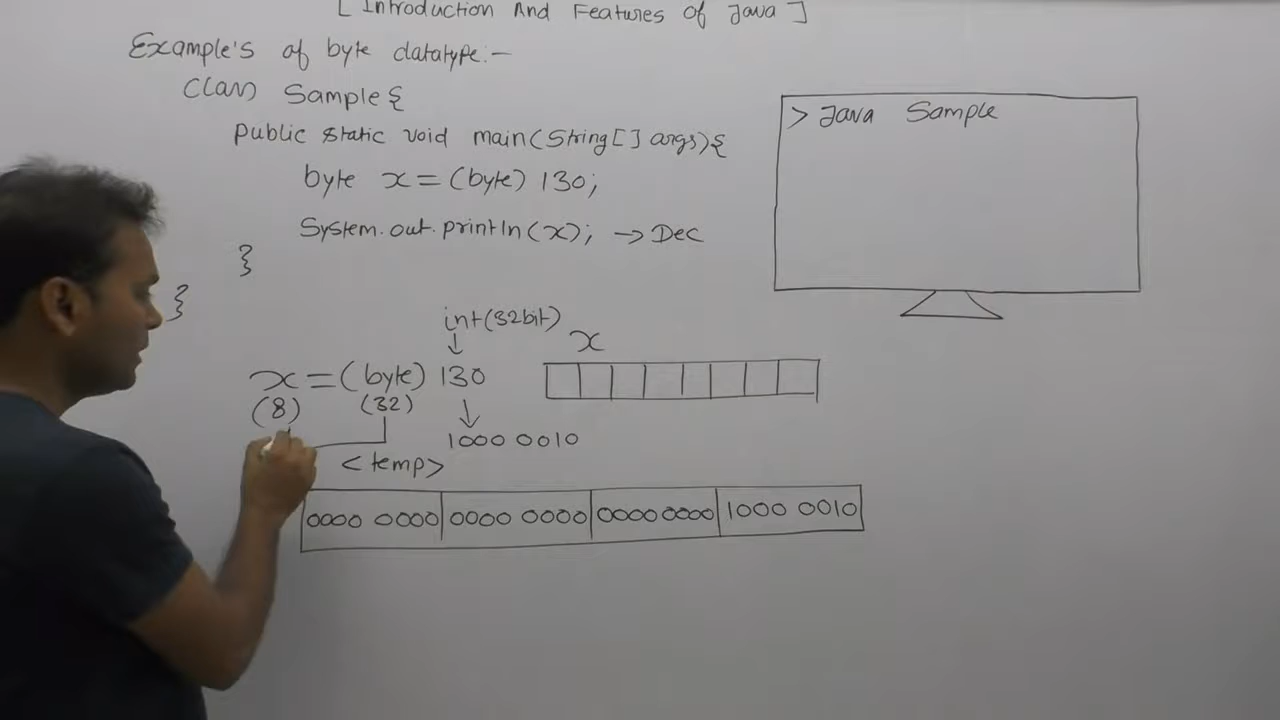 [ Introduction And Features of Java ]
Example's of byte datatype:-
Class Sample {
public static void main(String[] args){
byte x = (byte) 130;
System.out.println(x); → Dec
}
}
> Java Sample
int(32bit)
x
x = (byte) 130
(8) (32)
1000 0010
<temp>
0000 0000 0000 0000 0000 0000 1000 0010